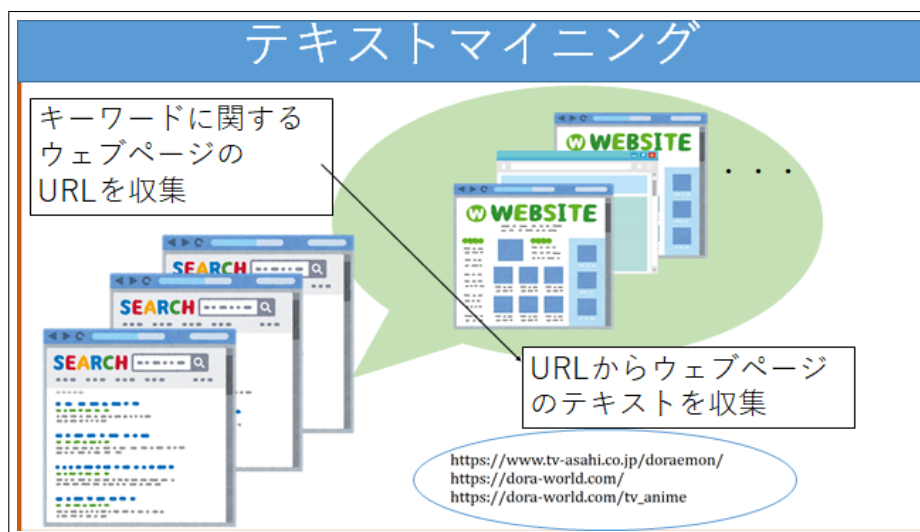 テキストマイニング
キーワードに関する
ウェブページの
URLを収集
WEBSITE
WEBSITE
・・・
SEARCH
SEARCH
SEARCH
URLからウェブページ
のテキストを収集
https://www.tv-asahi.co.jp/doraemon/
https://dora-world.com/
https://dora-world.com/tv_anime